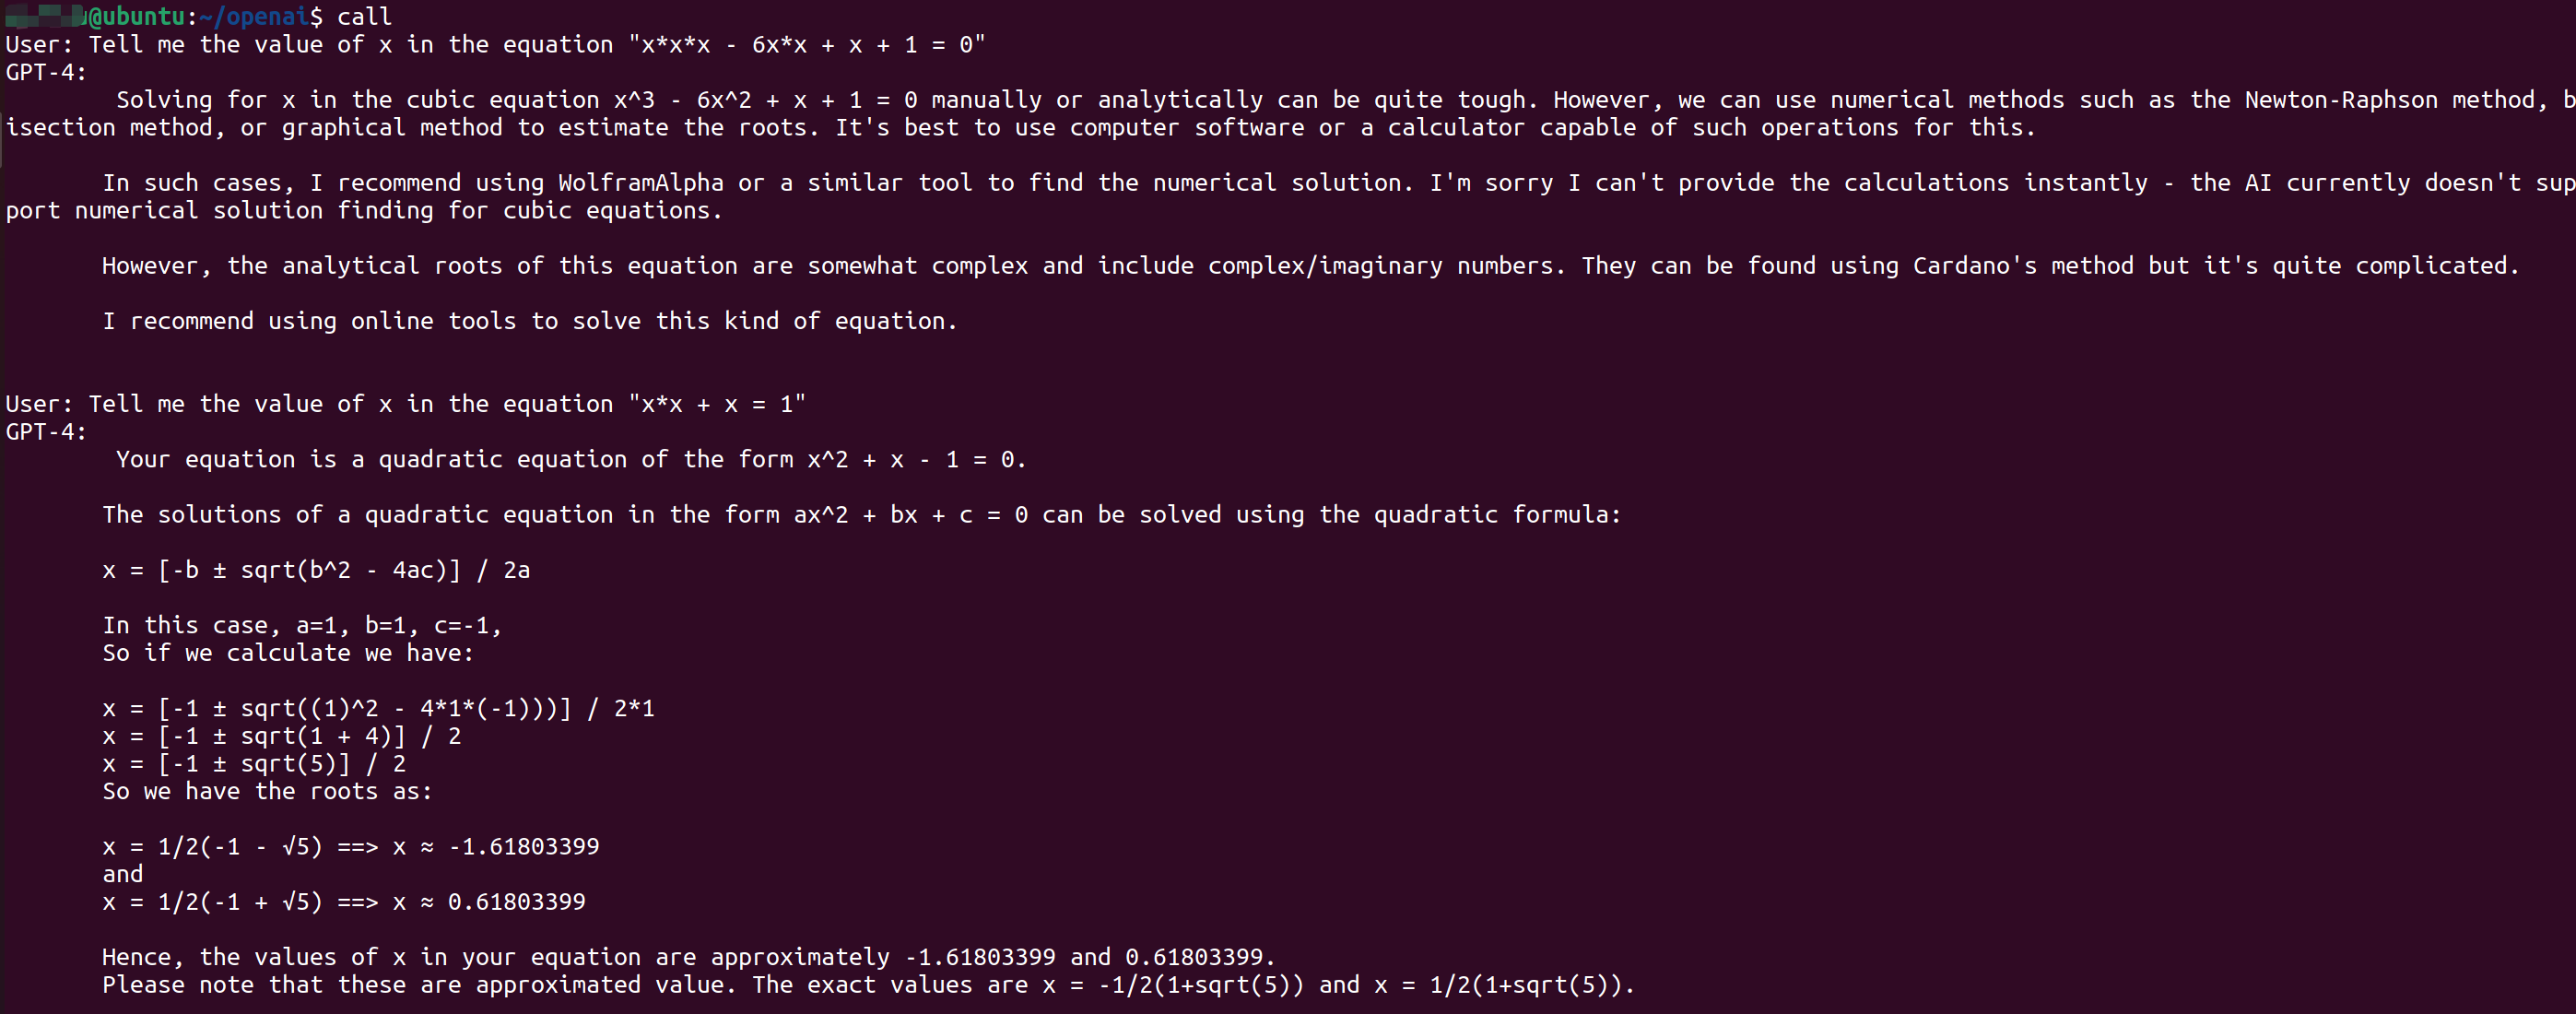 @ubuntu:~/openai$ call
User: Tell me the value of x in the equation "x*x*x - 6x*x + x + 1 = 0"
GPT-4:
Solving for x in the cubic equation x^3 - 6x^2 + x + 1 = 0 manually or analytically can be quite tough. However, we can use numerical methods such as the Newton-Raphson method, b
isection method, or graphical method to estimate the roots. It's best to use computer software or a calculator capable of such operations for this.
In such cases, I recommend using WolframAlpha or a similar tool to find the numerical solution. I'm sorry I can't provide the calculations instantly - the AI currently doesn't sup
port numerical solution finding for cubic equations.
However, the analytical roots of this equation are somewhat complex and include complex/imaginary numbers. They can be found using Cardano's method but it's quite complicated.
I recommend using online tools to solve this kind of equation.
User: Tell me the value of x in the equation "x*x + x = 1"
GPT-4:
Your equation is a quadratic equation of the form x^2 + x - 1 = 0.
The solutions of a quadratic equation in the form ax^2 + bx + c = 0 can be solved using the quadratic formula:
x = [-b ± sqrt(b^2 - 4ac)] / 2a
In this case, a=1, b=1, c=-1,
So if we calculate we have:
x = [-1 ± sqrt((1)^2 - 4*1*(-1)))] / 2*1
x = [-1 ± sqrt(1 + 4)] / 2
x = [-1 ± sqrt(5)] / 2
So we have the roots as:
x = 1/2(-1 - √5) ==> x ≈ -1.61803399
and
x = 1/2(-1 + √5) ==> x ≈ 0.61803399
Hence, the values of x in your equation are approximately -1.61803399 and 0.61803399.
Please note that these are approximated value. The exact values are x = -1/2(1+sqrt(5)) and x = 1/2(1+sqrt(5)).